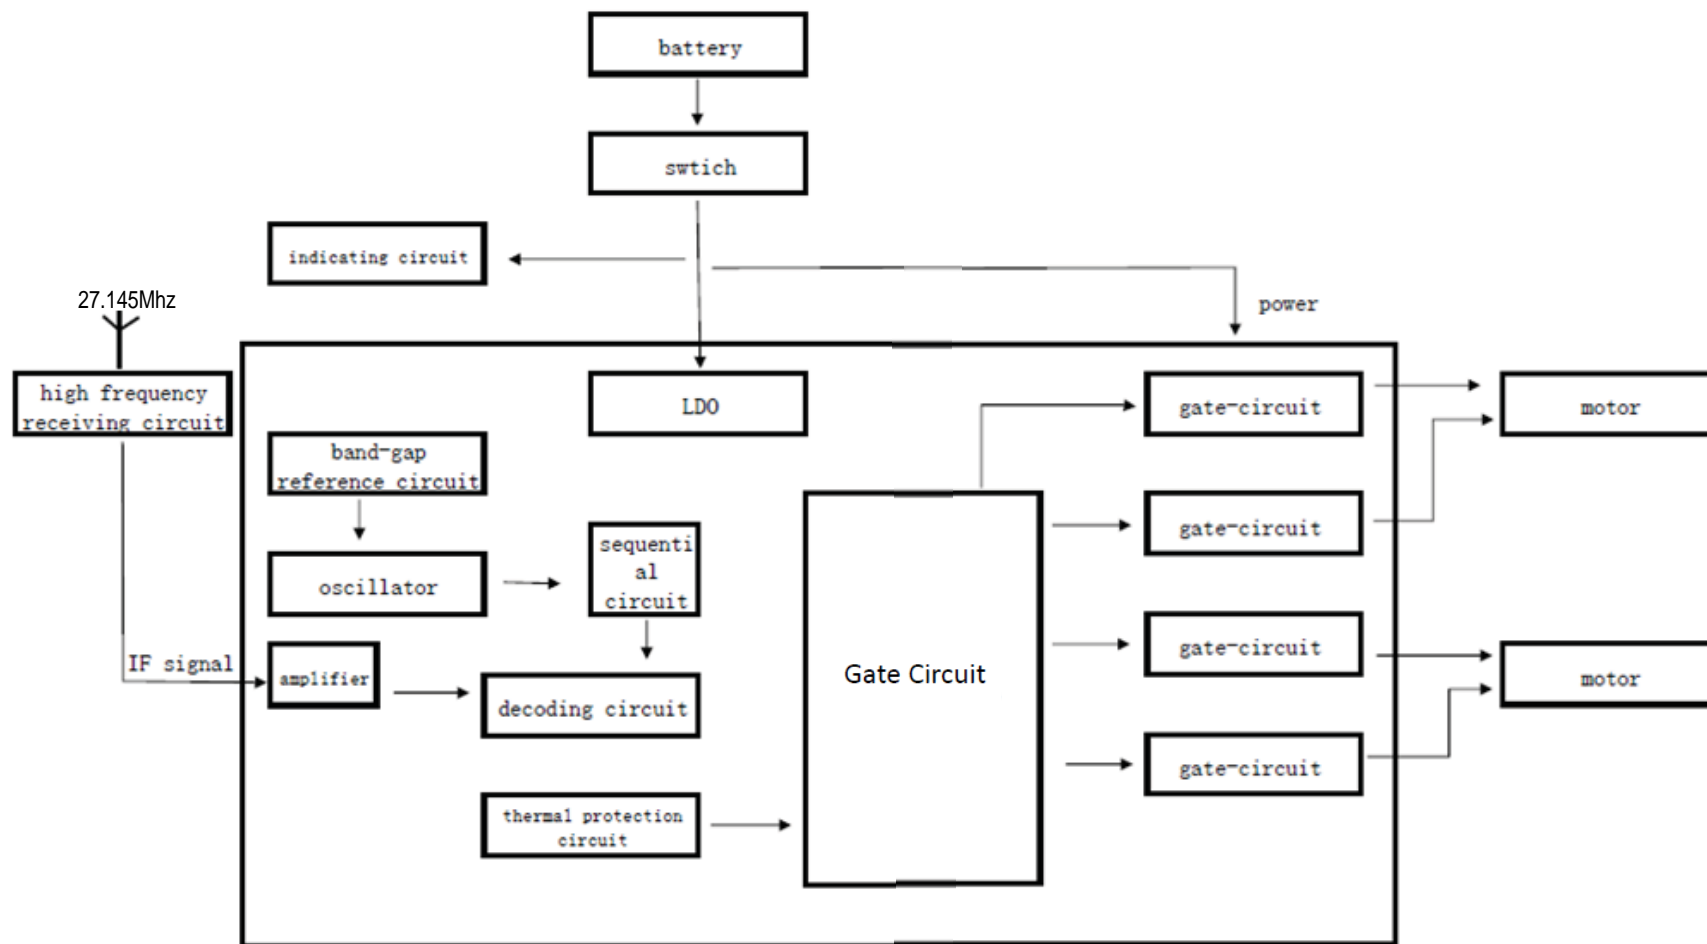 battery
swtich
indicating circuit
27.145Mhz
power
high frequency
receiving circuit
LDO
gate-circuit
motor
band-gap
reference circuit
gate-circuit
sequenti
al
circuit
oscillator
IF signal
amplifier
Gate Circuit
gate-circuit
motor
decoding circuit
gate-circuit
thermal protection
circuit